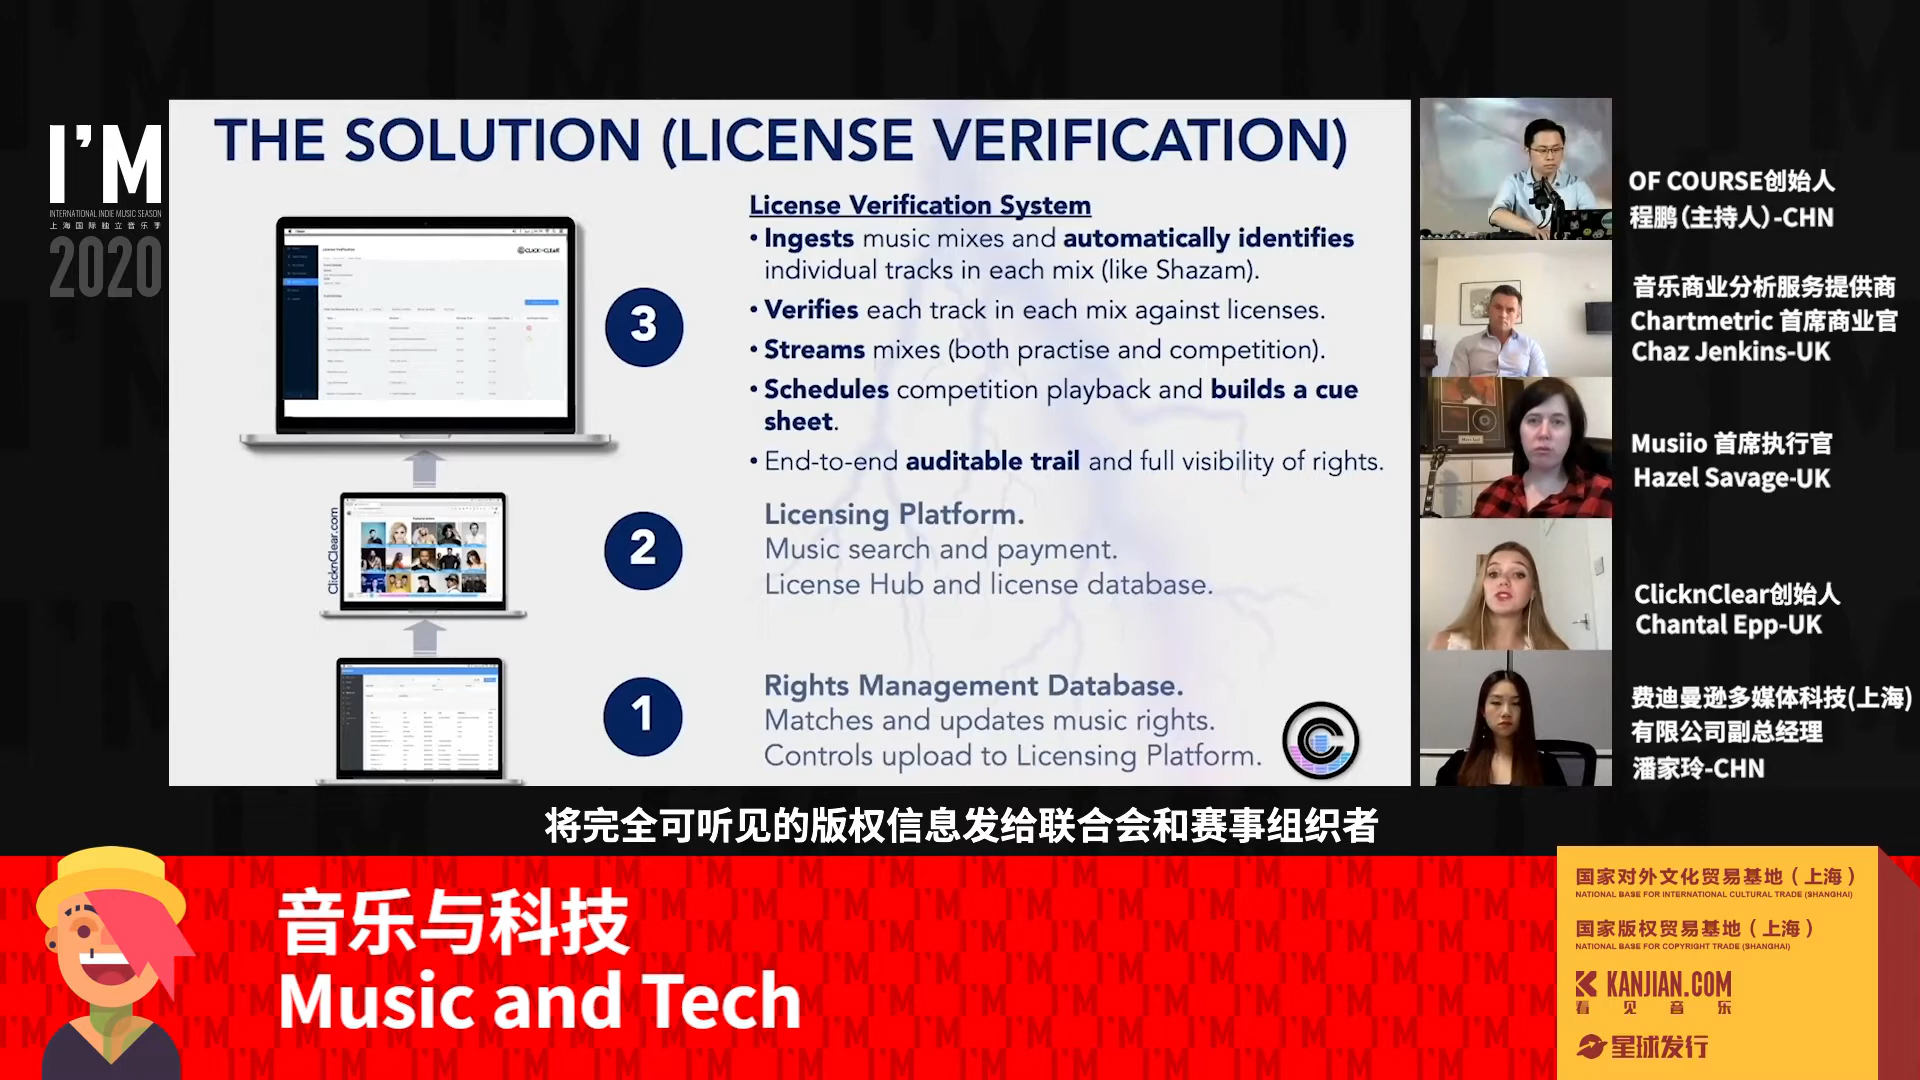 I'M
INTERNATIONAL INDIE MUSIC SEASON
上海国际独立音乐季
2020
THE SOLUTION (LICENSE VERIFICATION)
License Verification System
• Ingests music mixes and automatically identifies
individual tracks in each mix (like Shazam).
• Verifies each track in each mix against licenses.
• Streams mixes (both practise and competition).
• Schedules competition playback and builds a cue
sheet.
• End-to-end auditable trail and full visibility of rights.
3
ClicknClear.com
2
Licensing Platform.
Music search and payment.
License Hub and license database.
1
Rights Management Database.
Matches and updates music rights.
Controls upload to Licensing Platform.
OF COURSE创始人
程鹏(主持人)-CHN
音乐商业分析服务提供商
Chartmetric 首席商业官
Chaz Jenkins-UK
Musiio 首席执行官
Hazel Savage-UK
ClicknClear创始人
Chantal Epp-UK
费迪曼逊多媒体科技(上海)
有限公司副总经理
潘家玲-CHN
将完全可听见的版权信息发给联合会和赛事组织者
音乐与科技
Music and Tech
国家对外文化贸易基地(上海)
NATIONAL BASE FOR INTERNATIONAL CULTURAL TRADE (SHANGHAI)
国家版权贸易基地(上海)
NATIONAL BASE FOR COPYRIGHT TRADE (SHANGHAI)
KANJIAN.COM
看见音乐
星球发行